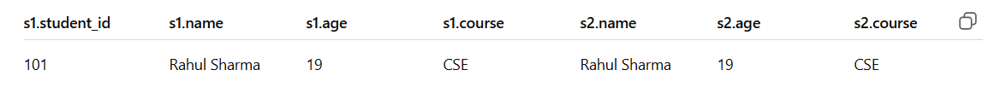 s1.student_id s1.name s1.age s1.course s2.name s2.age s2.course
101 Rahul Sharma 19 CSE Rahul Sharma 19 CSE